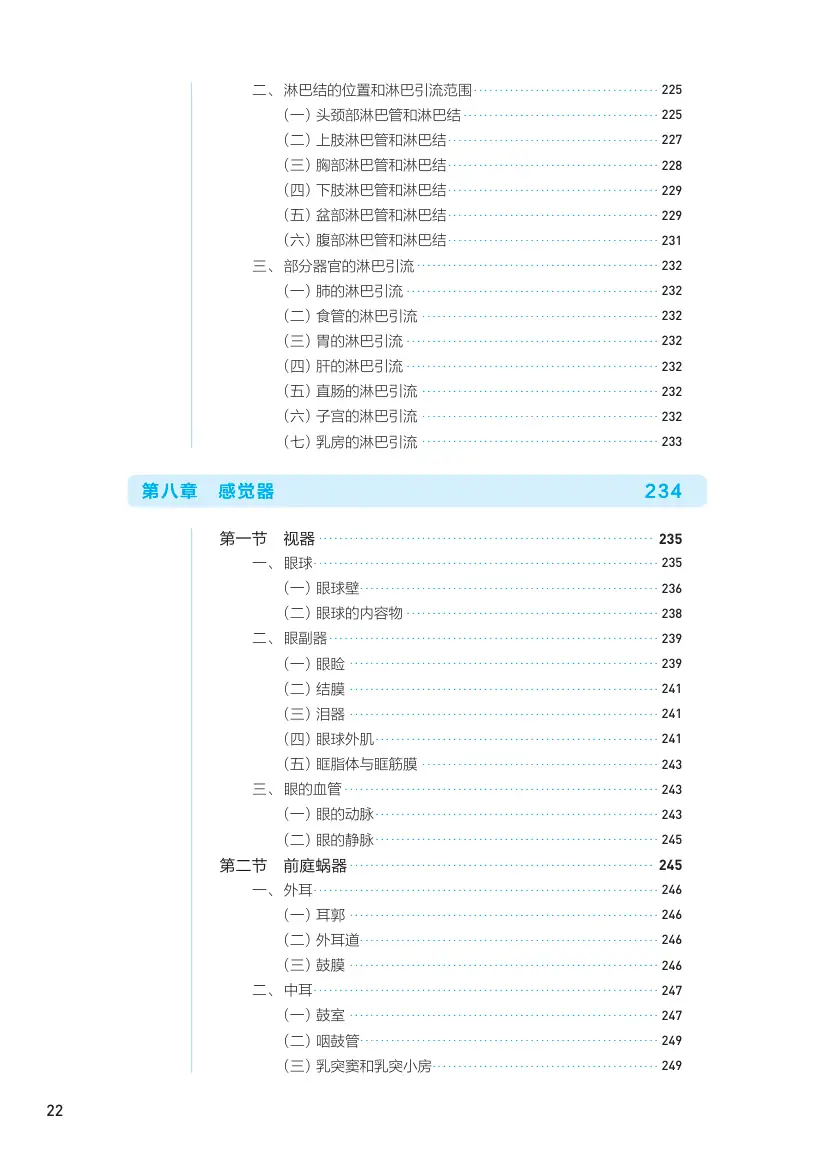 二、淋巴结的位置和淋巴引流范围 225
（一）头颈部淋巴管和淋巴结 225
（二）上肢淋巴管和淋巴结 227
（三）胸部淋巴管和淋巴结 228
（四）下肢淋巴管和淋巴结 229
（五）盆部淋巴管和淋巴结 229
（六）腹部淋巴管和淋巴结 231
三、部分器官的淋巴引流 232
（一）肺的淋巴引流 232
（二）食管的淋巴引流 232
（三）胃的淋巴引流 232
（四）肝的淋巴引流 232
（五）直肠的淋巴引流 232
（六）子宫的淋巴引流 232
（七）乳房的淋巴引流 233
第八章 感觉器 234
第一节 视器 235
一、眼球 235
（一）眼球壁 236
（二）眼球的内容物 238
二、眼副器 239
（一）眼睑 239
（二）结膜 241
（三）泪器 241
（四）眼球外肌 241
（五）眶脂体与眶筋膜 243
三、眼的血管 243
（一）眼的动脉 243
（二）眼的静脉 245
第二节 前庭蜗器 245
一、外耳 246
（一）耳郭 246
（二）外耳道 246
（三）鼓膜 246
二、中耳 247
（一）鼓室 247
（二）咽鼓管 249
（三）乳突窦和乳突小房 249
22